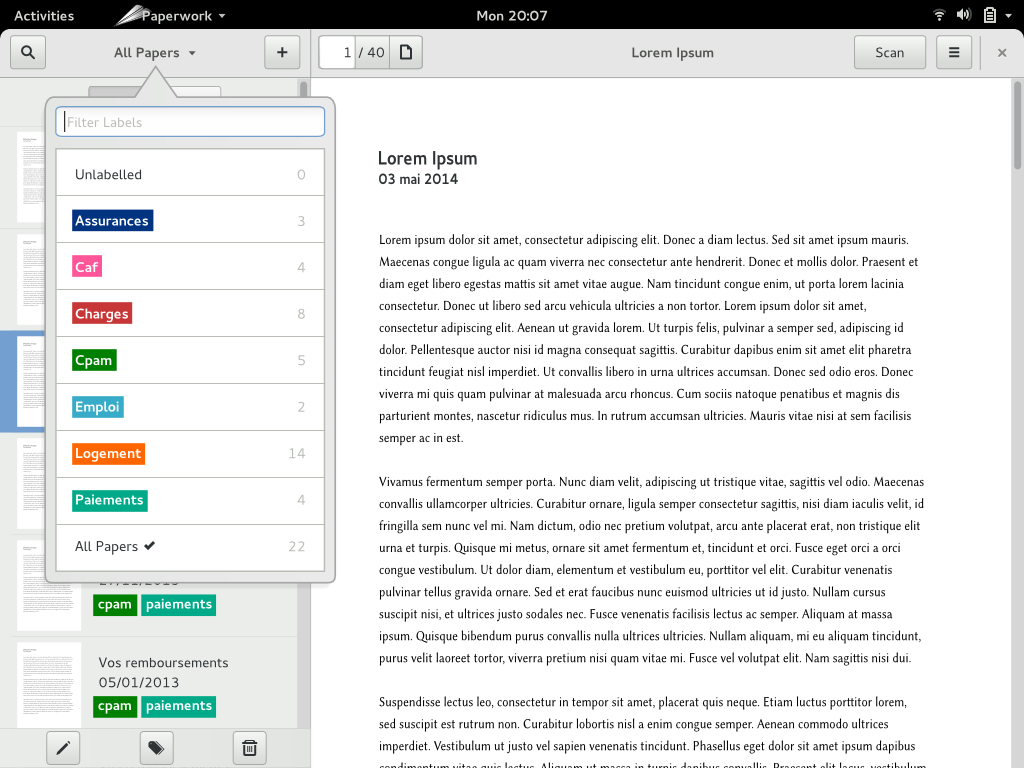 Activities
Paperwork
Mon 20:07
All Papers
1 / 40
Lorem Ipsum
Scan
Filter Labels
Unlabelled 0
Assurances 3
Caf 4
Charges 8
Cpam 5
Emploi 2
Logement 14
Paiements 4
All Papers 22
27/11/2013
cpam paiements
Vos remboursements
05/01/2013
cpam paiements
Lorem Ipsum
03 mai 2014
Lorem ipsum dolor sit amet, consectetur adipiscing elit. Donec a diam lectus. Sed sit amet ipsum mauris.
Maecenas congue ligula ac quam viverra nec consectetur ante hendrerit. Donec et mollis dolor. Praesent et
diam eget libero egestas mattis sit amet vitae augue. Nam tincidunt congue enim, ut porta lorem lacinia
consectetur. Donec ut libero sed arcu vehicula ultricies a non tortor. Lorem ipsum dolor sit amet,
consectetur adipiscing elit. Aenean ut gravida lorem. Ut turpis felis, pulvinar a semper sed, adipiscing id
dolor. Pellentesque auctor nisi id magna consequat sagittis. Curabitur dapibus enim sit amet elit pharetra
tincidunt feugiat nisl imperdiet. Ut convallis libero in urna ultrices accumsan. Donec sed odio eros. Donec
viverra mi quis quam pulvinar at malesuada arcu rhoncus. Cum sociis natoque penatibus et magnis dis
parturient montes, nascetur ridiculus mus. In rutrum accumsan ultricies. Mauris vitae nisi at sem facilisis
semper ac in est.
Vivamus fermentum semper porta. Nunc diam velit, adipiscing ut tristique vitae, sagittis vel odio. Maecenas
convallis ullamcorper ultricies. Curabitur ornare, ligula semper consectetur sagittis, nisi diam iaculis velit, id
fringilla sem nunc vel mi. Nam dictum, odio nec pretium volutpat, arcu ante placerat erat, non tristique elit
urna et turpis. Quisque mi metus, ornare sit amet fermentum et, tincidunt et orci. Fusce eget orci a orci
congue vestibulum. Ut dolor diam, elementum et vestibulum eu, porttitor vel elit. Curabitur venenatis
pulvinar tellus gravida ornare. Sed et erat faucibus nunc euismod ultricies ut id justo. Nullam cursus
suscipit nisi, et ultrices justo sodales nec. Fusce venenatis facilisis lectus ac semper. Aliquam at massa
ipsum. Quisque bibendum purus convallis nulla ultrices ultricies. Nullam aliquam, mi eu aliquam tincidunt,
purus velit laoreet tortor, viverra pretium nisi quam vitae mi. Fusce vel volutpat elit. Nam sagittis nisi dui.
Suspendisse lectus leo, consectetur in tempor sit amet, placerat quis neque. Etiam luctus porttitor lorem,
sed suscipit est rutrum non. Curabitur lobortis nisl a enim congue semper. Aenean commodo ultrices
imperdiet. Vestibulum ut justo vel sapien venenatis tincidunt. Phasellus eget dolor sit amet ipsum dapibus
condimentum vitae quis lectus. Aliquam ut massa in turpis dapibus convallis. Praesent elit lacus, vestibulum